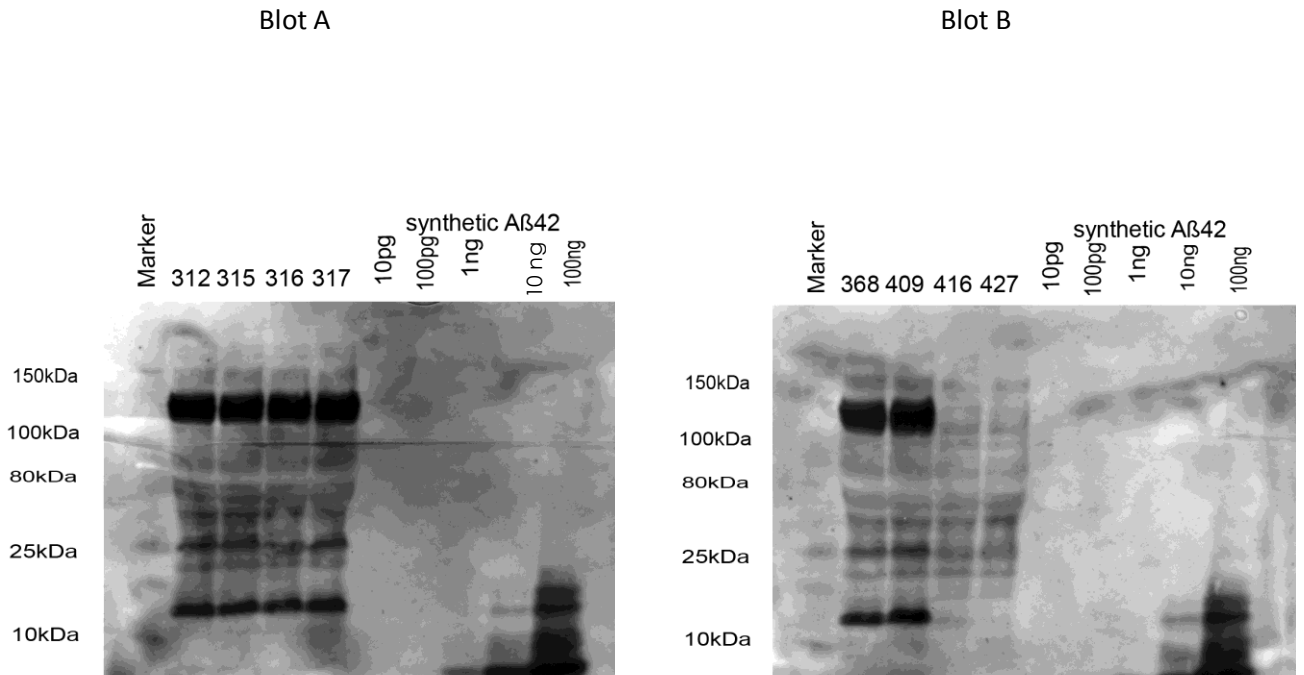 Blot A
Marker
312 315 316 317
synthetic Aß42
10pg 100pg 1ng 10 ng 100ng
150kDa
100kDa
80kDa
25kDa
10kDa
Blot B
Marker
368 409 416 427
synthetic Aß42
10pg 100pg 1ng 10ng 100ng
150kDa
100kDa
80kDa
25kDa
10kDa